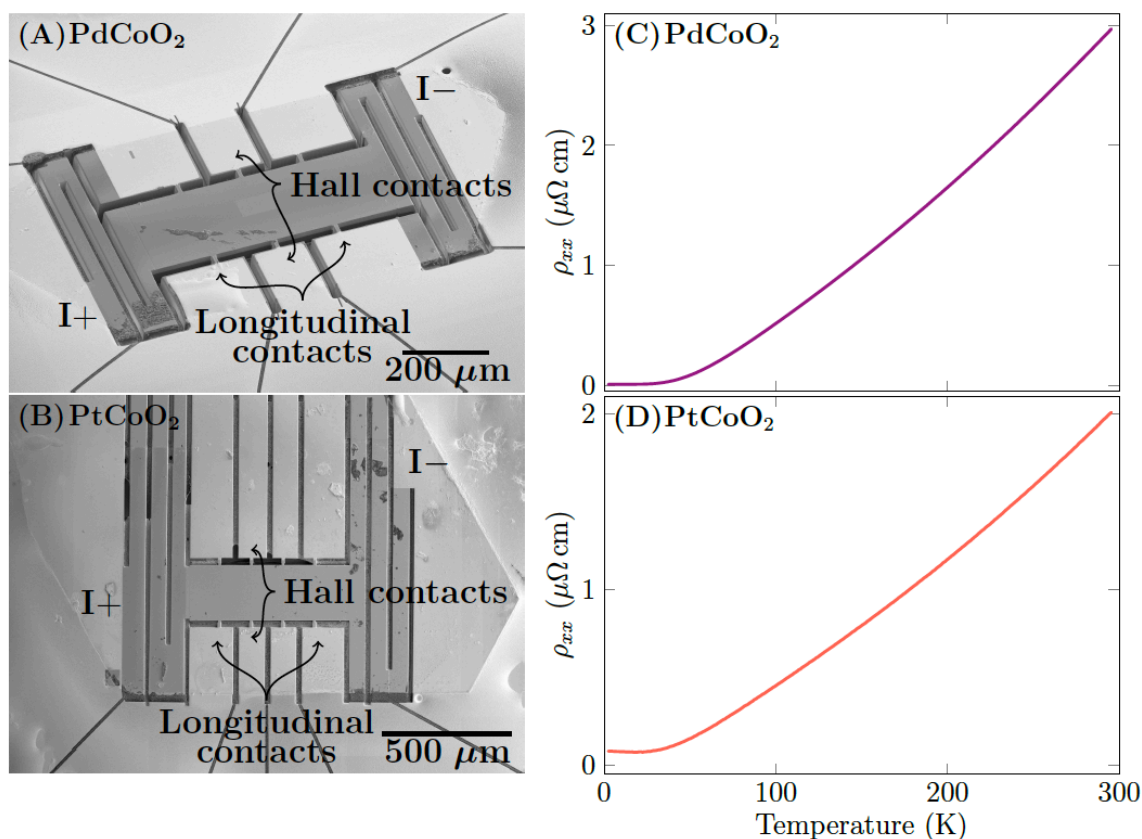 (A) PdCoO₂
I−
Hall contacts
I+
Longitudinal
contacts
200 μm
(B) PtCoO₂
I−
I+
Hall contacts
Longitudinal
contacts
500 μm
(C) PdCoO₂
3
2
1
0
ρxx (μΩ cm)
(D) PtCoO₂
2
1
0
ρxx (μΩ cm)
0 100 200 300
Temperature (K)